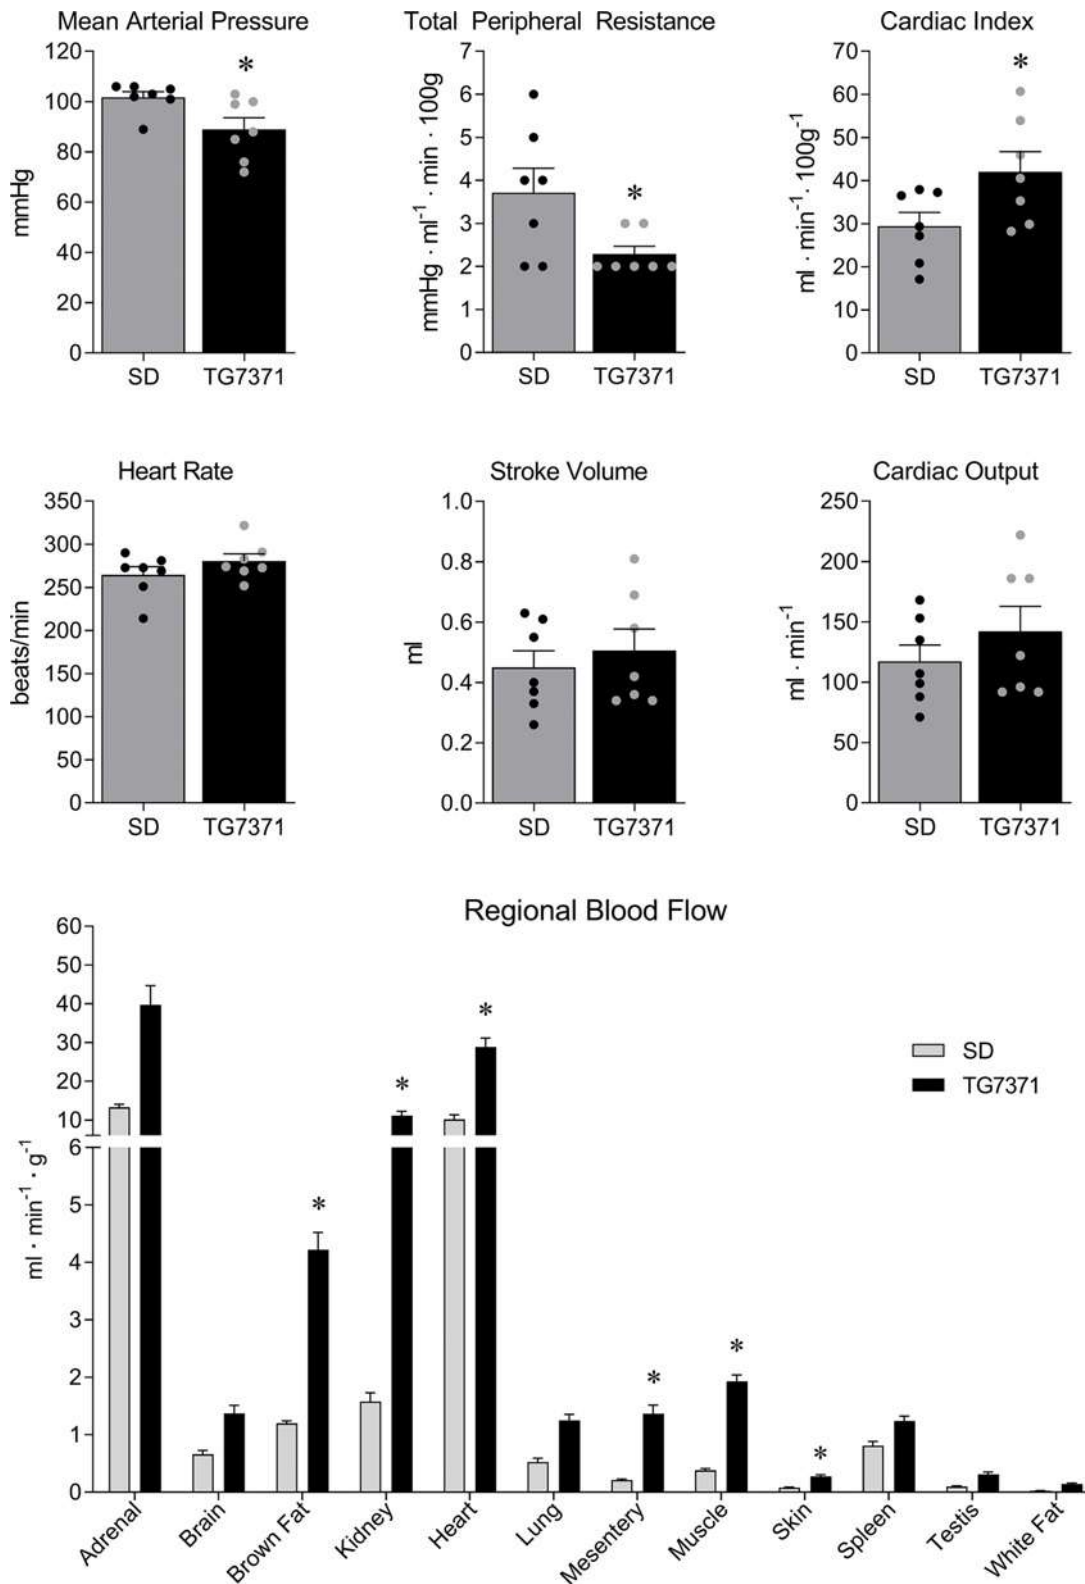 Mean Arterial Pressure
Total Peripheral Resistance
Cardiac Index
mmHg
120
100
80
60
40
20
0
*
SD
TG7371
mmHg · ml⁻¹ · min · 100g
7
6
5
4
3
2
1
0
*
SD
TG7371
ml · min⁻¹ · 100g⁻¹
70
60
50
40
30
20
10
0
*
SD
TG7371
Heart Rate
Stroke Volume
Cardiac Output
beats/min
350
300
250
200
150
100
50
0
SD
TG7371
ml
1.0
0.8
0.6
0.4
0.2
0.0
SD
TG7371
ml · min⁻¹
250
200
150
100
50
0
SD
TG7371
Regional Blood Flow
ml · min⁻¹ · g⁻¹
60
50
40
30
20
10
6
5
4
3
2
1
0
*
*
*
*
*
*
SD
TG7371
Adrenal
Brain
Brown Fat
Kidney
Heart
Lung
Mesentery
Muscle
Skin
Spleen
Testis
White Fat